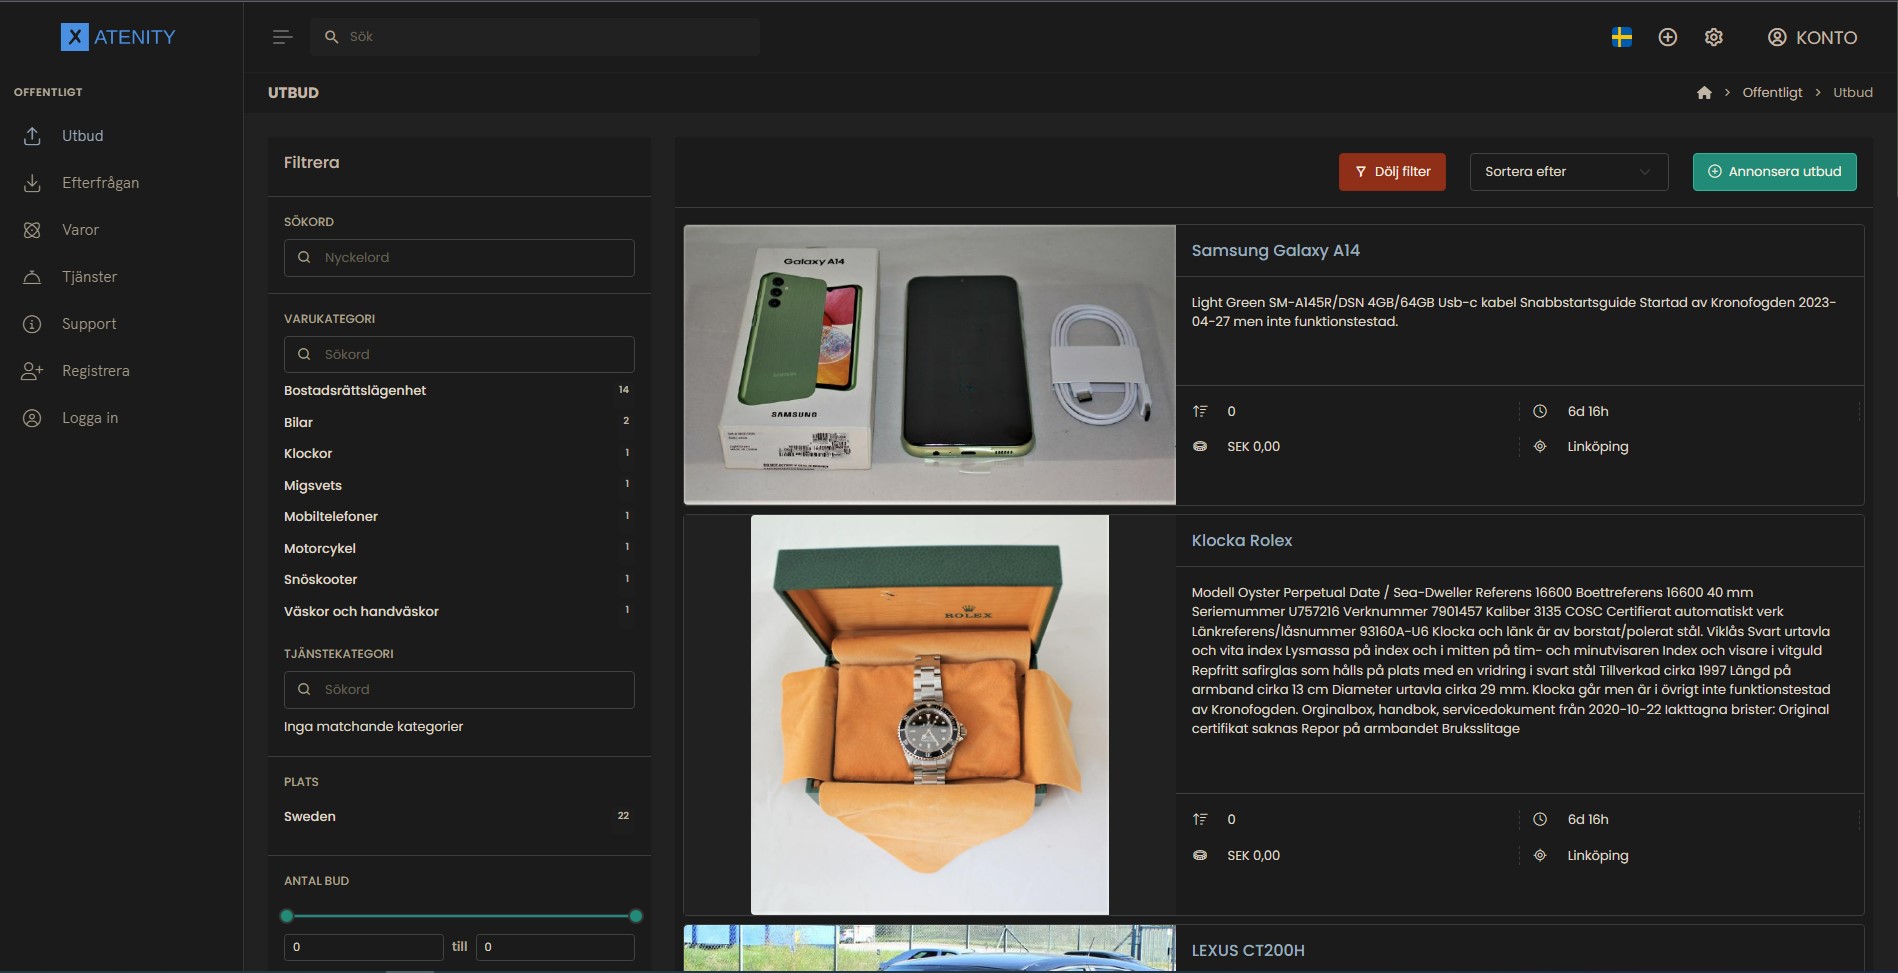 X ATENITY
Sök
KONTO
OFFENTLIGT
Utbud
Efterfrågan
Varor
Tjänster
Support
Registrera
Logga in
UTBUD
Offentligt > Utbud
Filtrera
SÖKORD
Nyckelord
VARUKATEGORI
Sökord
Bostadsrättslägenhet 14
Bilar 2
Klockor 1
Migsvets 1
Mobiltelefoner 1
Motorcykel 1
Snöskooter 1
Väskor och handväskor 1
TJÄNSTEKATEGORI
Sökord
Inga matchande kategorier
PLATS
Sweden 22
ANTAL BUD
0 till 0
Dölj filter
Sortera efter
Annonsera utbud
Galaxy A14
SAMSUNG
SAMSUNG
Samsung Galaxy A14
Light Green SM-A145R/DSN 4GB/64GB Usb-c kabel Snabbstartsguide Startad av Kronofogden 2023-
04-27 men inte funktionstestad.
0
6d 16h
SEK 0,00
Linköping
ROLEX
Klocka Rolex
Modell Oyster Perpetual Date / Sea-Dweller Referens 16600 Boettreferens 16600 40 mm
Seriemummer U757216 Verknummer 7901457 Kaliber 3135 COSC Certifierat automatiskt verk
Länkreferens/låsnummer 93160A-U6 Klocka och länk är av borstat/polerat stål. Viklås Svart urtavla
och vita index Lysmassa på index och i mitten på tim- och minutvisaren Index och visare i vitguld
Repfritt safirglas som hålls på plats med en vridring i svart stål Tillverkad cirka 1997 Längd på
armband cirka 13 cm Diameter urtavla cirka 29 mm. Klocka går men är i övrigt inte funktionstestad
av Kronofogden. Orginalbox, handbok, servicedokument från 2020-10-22 Iakttagna brister: Original
certifikat saknas Repor på armbandet Bruksslitage
0
6d 16h
SEK 0,00
Linköping
LEXUS CT200H